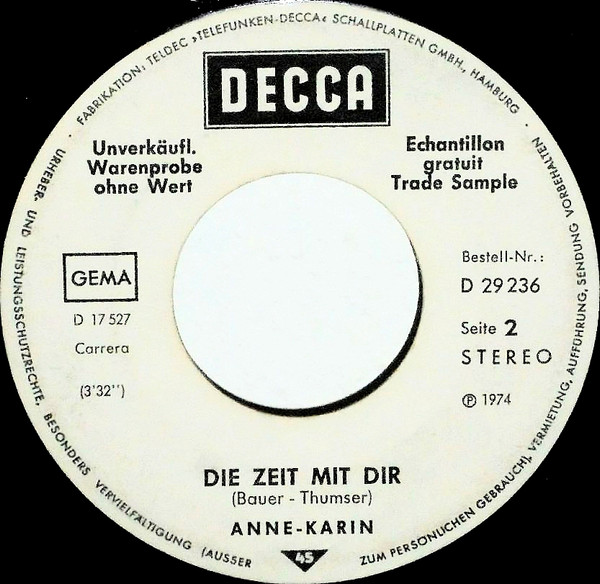 · FABRIKATION: TELDEC »TELEFUNKEN-DECCA« SCHALLPLATTEN GMBH., HAMBURG ·
DECCA
Unverkäufl.
Warenprobe
ohne Wert
Echantillon
gratuit
Trade Sample
GEMA
D 17 527
Carrera
(3'32'')
Bestell-Nr.:
D 29 236
Seite 2
STEREO
Ⓟ 1974
DIE ZEIT MIT DIR
(Bauer - Thumser)
ANNE-KARIN
45
URHEBER- UND LEISTUNGSSCHUTZRECHTE, BESONDERS VERVIELFÄLTIGUNG (AUSSER ZUM PERSÖNLICHEN GEBRAUCH), VERMIETUNG, AUFFÜHRUNG, SENDUNG VORBEHALTEN